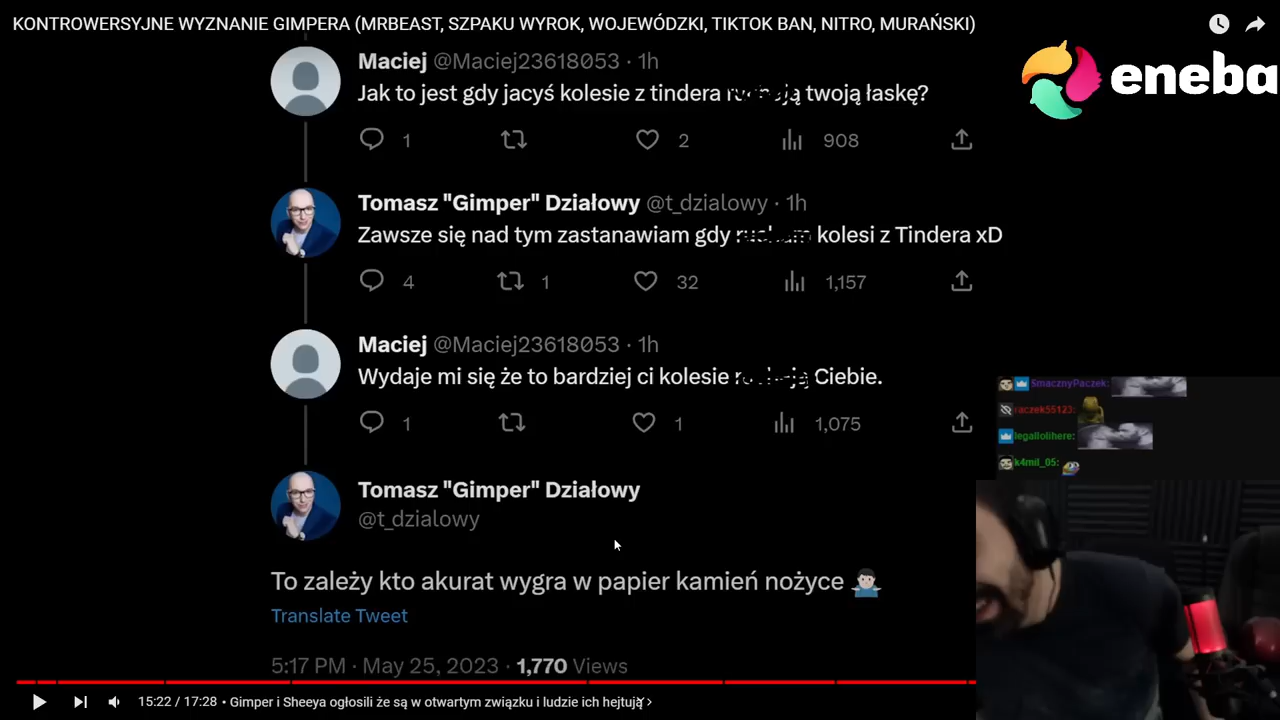 KONTROWERSYJNE WYZNANIE GIMPERA (MRBEAST, SZPAKU WYROK, WOJEWÓDZKI, TIKTOK BAN, NITRO, MURAŃSKI)
eneba
Maciej @Maciej23618053 · 1h
Jak to jest gdy jacyś kolesie z tindera twoją łaskę?
1 2 908
Tomasz "Gimper" Działowy @t_dzialowy · 1h
Zawsze się nad tym zastanawiam gdy kolesi z Tindera xD
4 1 32 1,157
Maciej @Maciej23618053 · 1h
Wydaje mi się że to bardziej ci kolesie Ciebie.
1 1 1,075
SmacznyPaczek:
raczek55123:
legallolihere:
k4mil_05:
Tomasz "Gimper" Działowy
@t_dzialowy
To zależy kto akurat wygra w papier kamień nożyce
Translate Tweet
5:17 PM · May 25, 2023 · 1,770 Views
15:22 / 17:28 • Gimper i Sheeya ogłosili że są w otwartym związku i ludzie ich hejtują